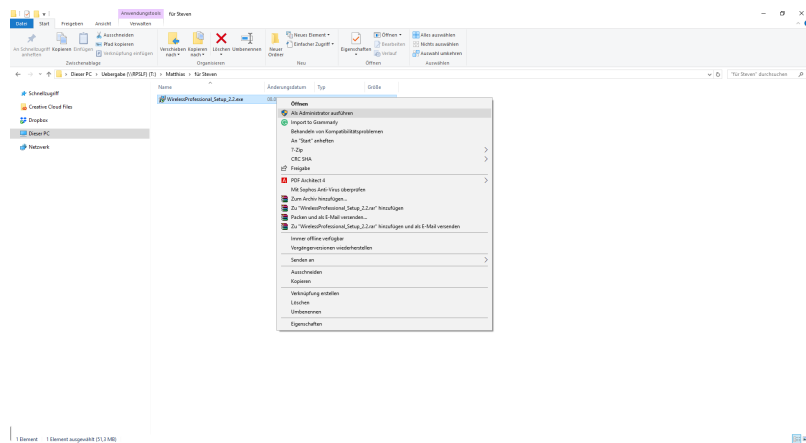 Anwendungstools
für Steven
Datei
Start
Freigeben
Ansicht
Verwalten
An Schnellzugriff anheften
Kopieren
Einfügen
Ausschneiden
Pfad kopieren
Verknüpfung einfügen
Zwischenablage
Verschieben nach
Kopieren nach
Löschen
Umbenennen
Organisieren
Neuer Ordner
Neues Element
Einfacher Zugriff
Neu
Eigenschaften
Öffnen
Bearbeiten
Verlauf
Öffnen
Alles auswählen
Nichts auswählen
Auswahl umkehren
Auswählen
Dieser PC > Uebergabe (\\RPSLF) (T:) > Matthias > für Steven
"für Steven" durchsuchen
Name
Änderungsdatum
Typ
Größe
Schnellzugriff
Creative Cloud Files
Dropbox
Dieser PC
Netzwerk
WirelessProfessional_Setup_2.2.exe
Öffnen
Als Administrator ausführen
Import to Grammarly
Behandeln von Kompatibilitätsproblemen
An "Start" anheften
7-Zip
CRC SHA
Freigabe
PDF Architect 4
Mit Sophos Anti-Virus überprüfen
Zum Archiv hinzufügen...
Zu "WirelessProfessional_Setup_2.2.rar" hinzufügen
Packen und als E-Mail versenden...
Zu "WirelessProfessional_Setup_2.2.rar" hinzufügen und als E-Mail versenden
Immer offline verfügbar
Vorgängerversionen wiederherstellen
Senden an
Ausschneiden
Kopieren
Verknüpfung erstellen
Löschen
Umbenennen
Eigenschaften
1 Element
1 Element ausgewählt (51,3 MB)